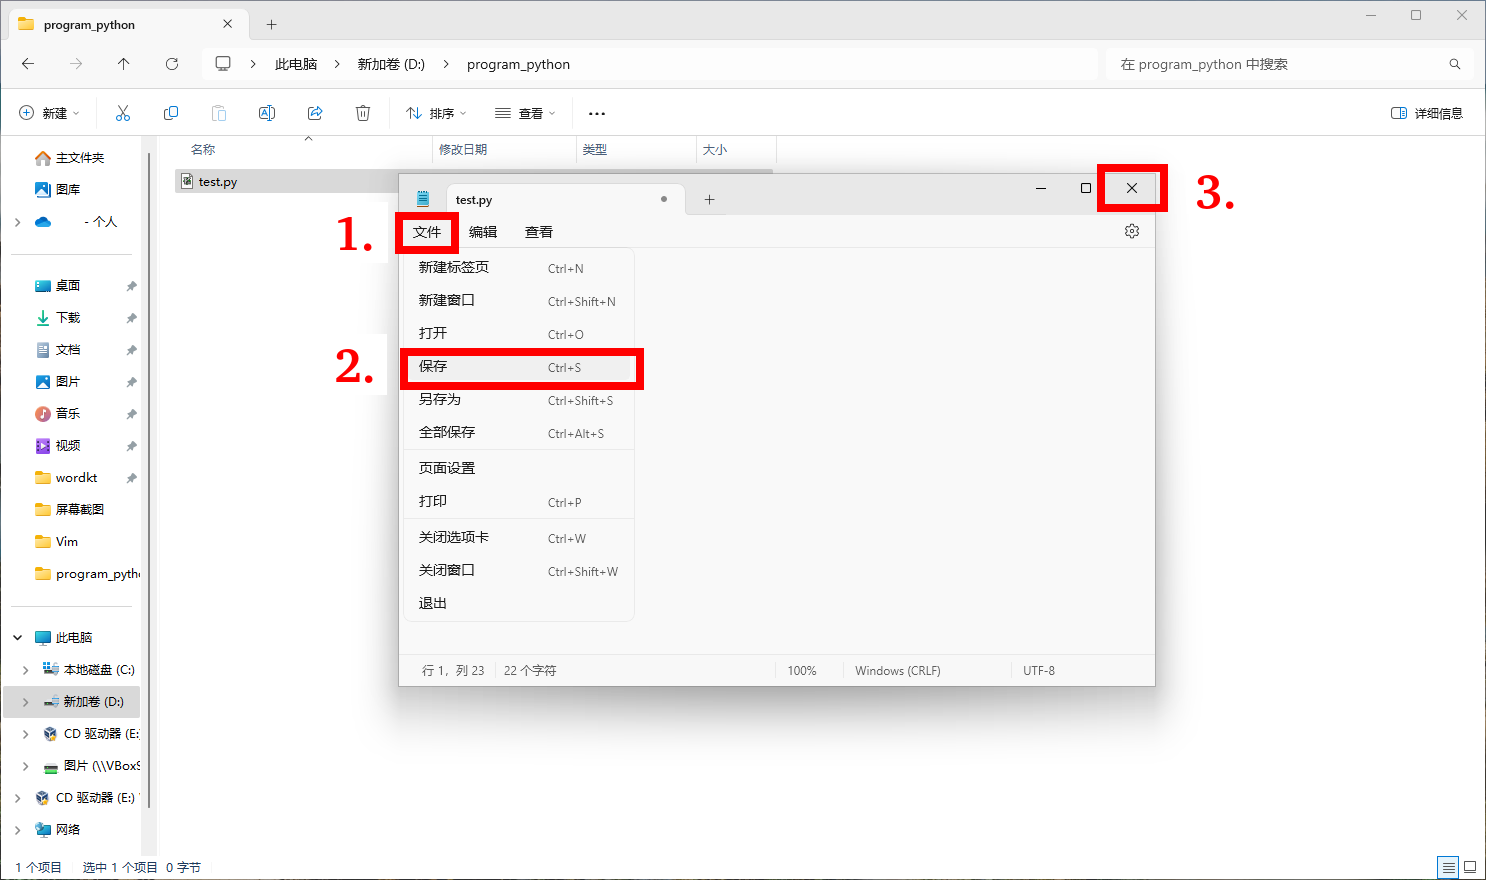 program_python
此电脑 新加卷 (D:) program_python
在 program_python 中搜索
新建 排序 查看 详细信息
名称 修改日期 类型 大小
主文件夹
图库
- 个人
桌面
下载
文档
图片
音乐
视频
wordkt
屏幕截图
Vim
program_pytho
此电脑
本地磁盘 (C:)
新加卷 (D:)
CD 驱动器 (E:
图片 (\\VBoxS
CD 驱动器 (E:)
网络
1 个项目 选中 1 个项目 0 字节
test.py
test.py
1.
文件 编辑 查看
3.
新建标签页 Ctrl+N
新建窗口 Ctrl+Shift+N
打开 Ctrl+O
2.
保存 Ctrl+S
另存为 Ctrl+Shift+S
全部保存 Ctrl+Alt+S
页面设置
打印 Ctrl+P
关闭选项卡 Ctrl+W
关闭窗口 Ctrl+Shift+W
退出
行 1，列 23 22 个字符 100% Windows (CRLF) UTF-8